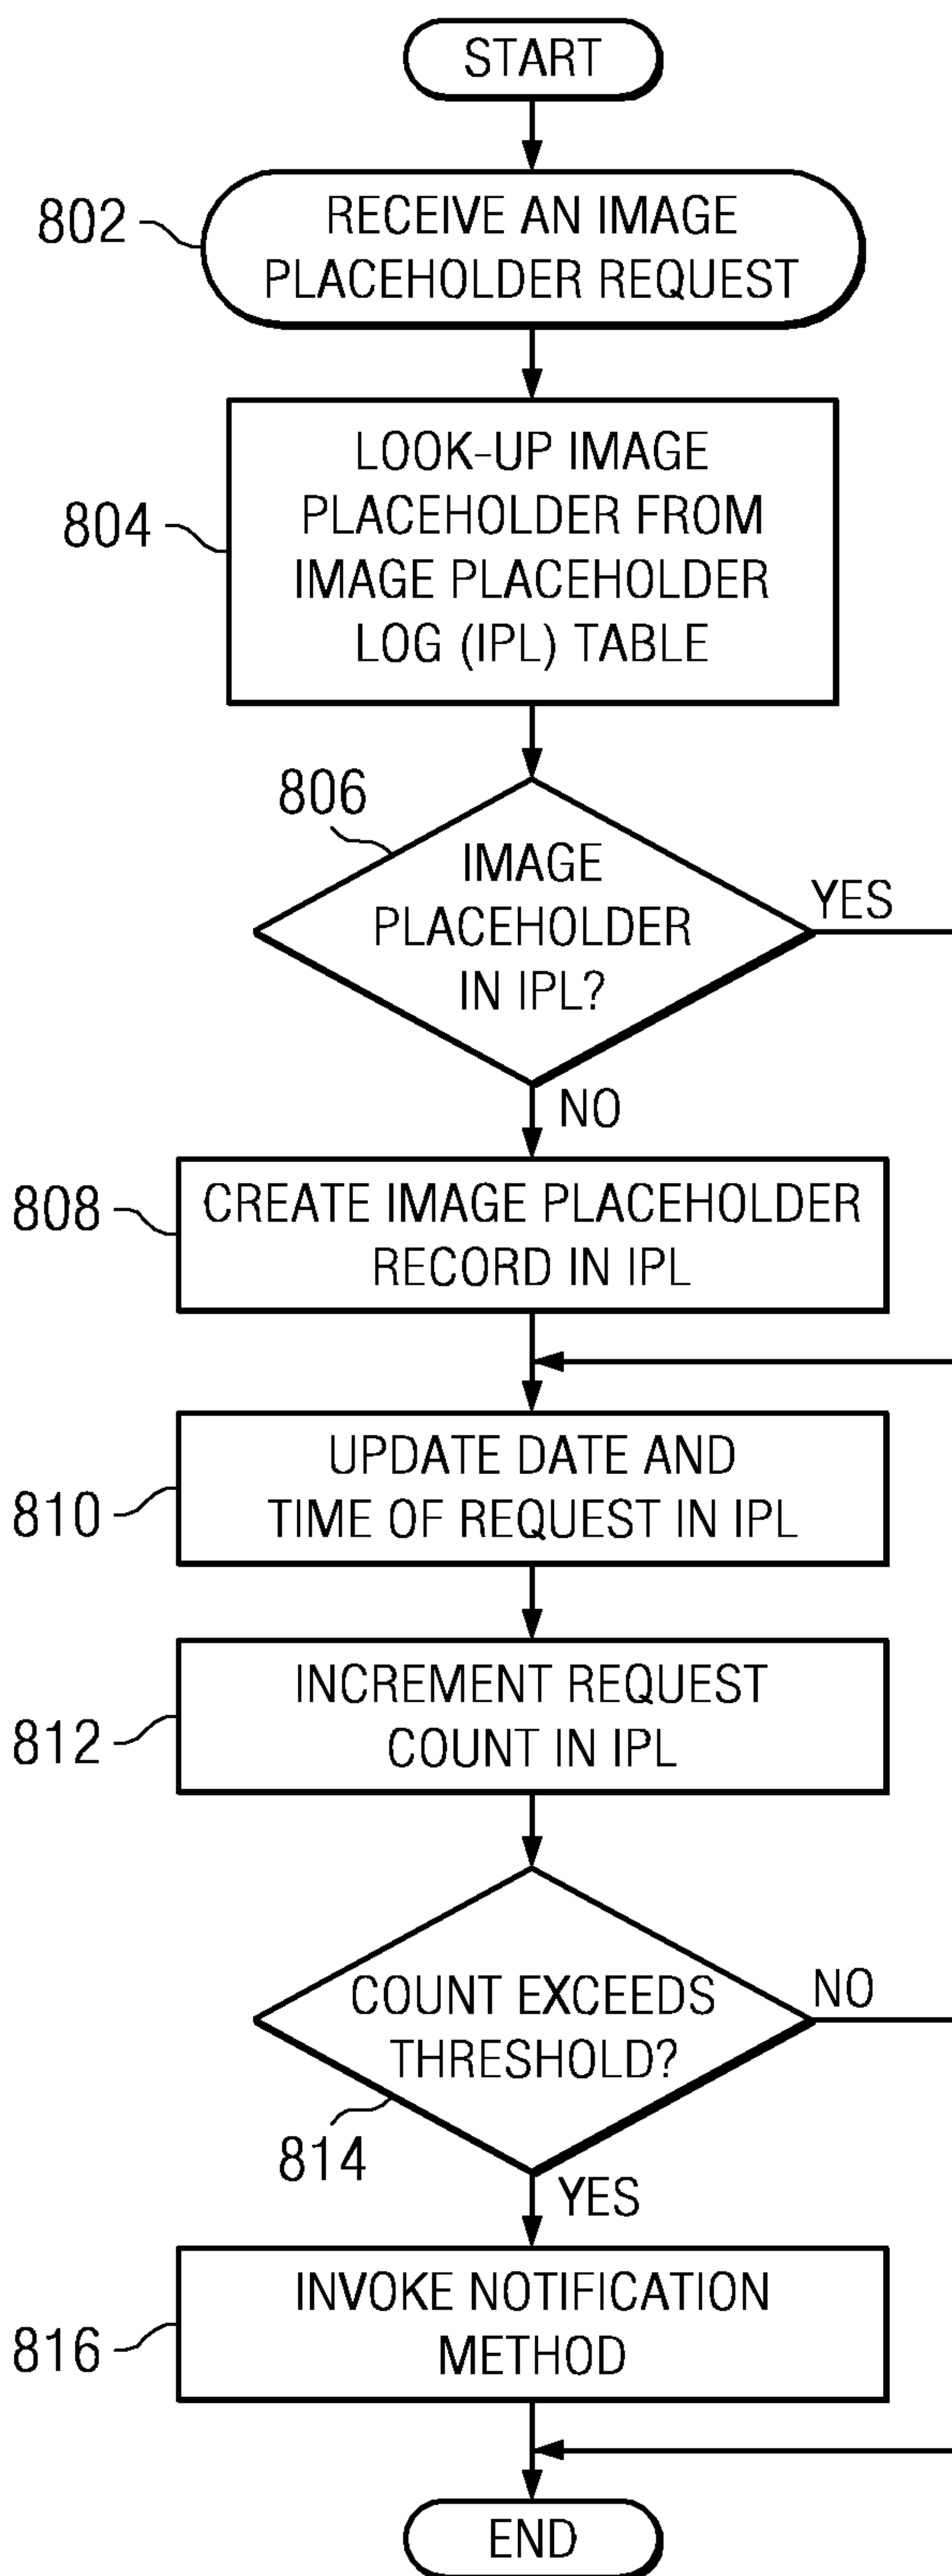 START
802
RECEIVE AN IMAGE
PLACEHOLDER REQUEST
804
LOOK-UP IMAGE
PLACEHOLDER FROM
IMAGE PLACEHOLDER
LOG (IPL) TABLE
806
IMAGE
PLACEHOLDER
IN IPL?
YES
NO
808
CREATE IMAGE PLACEHOLDER
RECORD IN IPL
810
UPDATE DATE AND
TIME OF REQUEST IN IPL
812
INCREMENT REQUEST
COUNT IN IPL
COUNT EXCEEDS
THRESHOLD?
NO
814
YES
816
INVOKE NOTIFICATION
METHOD
END